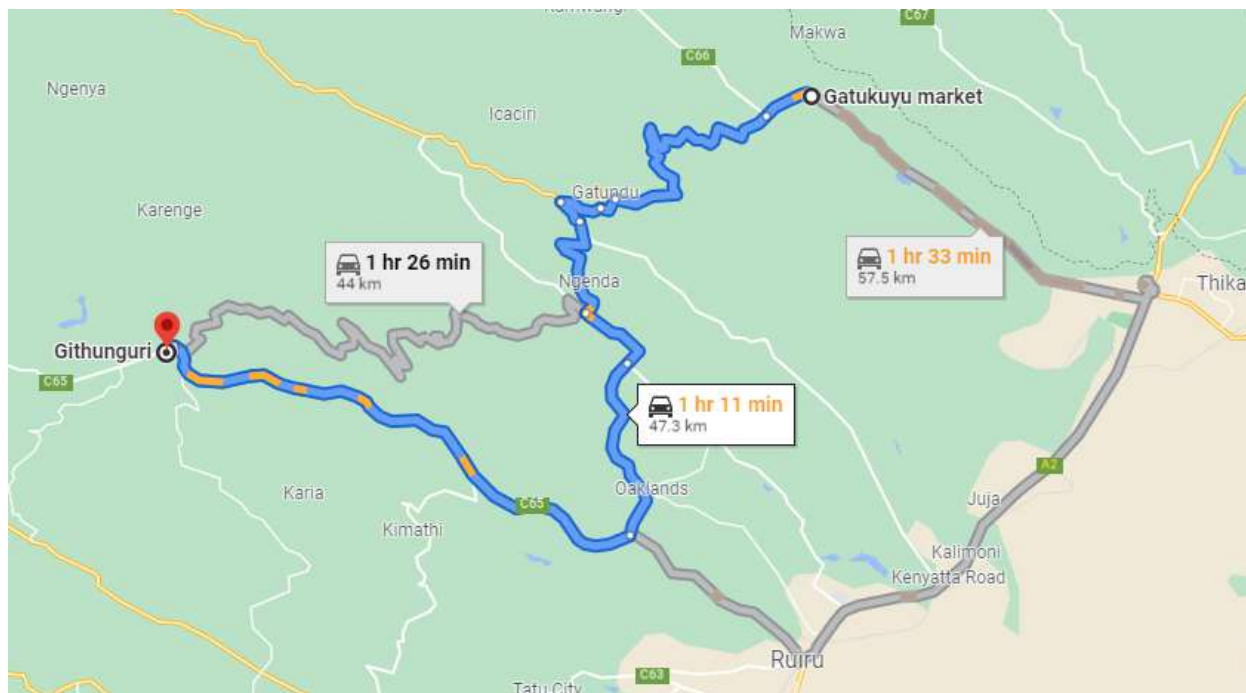 Kamwangi
C67
Makwa
C66
Ngenya
Gatukuyu market
Icaciri
Gatundu
Karenge
1 hr 26 min
44 km
1 hr 33 min
57.5 km
Ngenda
Thika
Githunguri
C65
1 hr 11 min
47.3 km
A2
Oaklands
Karia
C65
Juja
Kimathi
Kalimoni
Kenyatta Road
Ruiru
C63
Tatu City